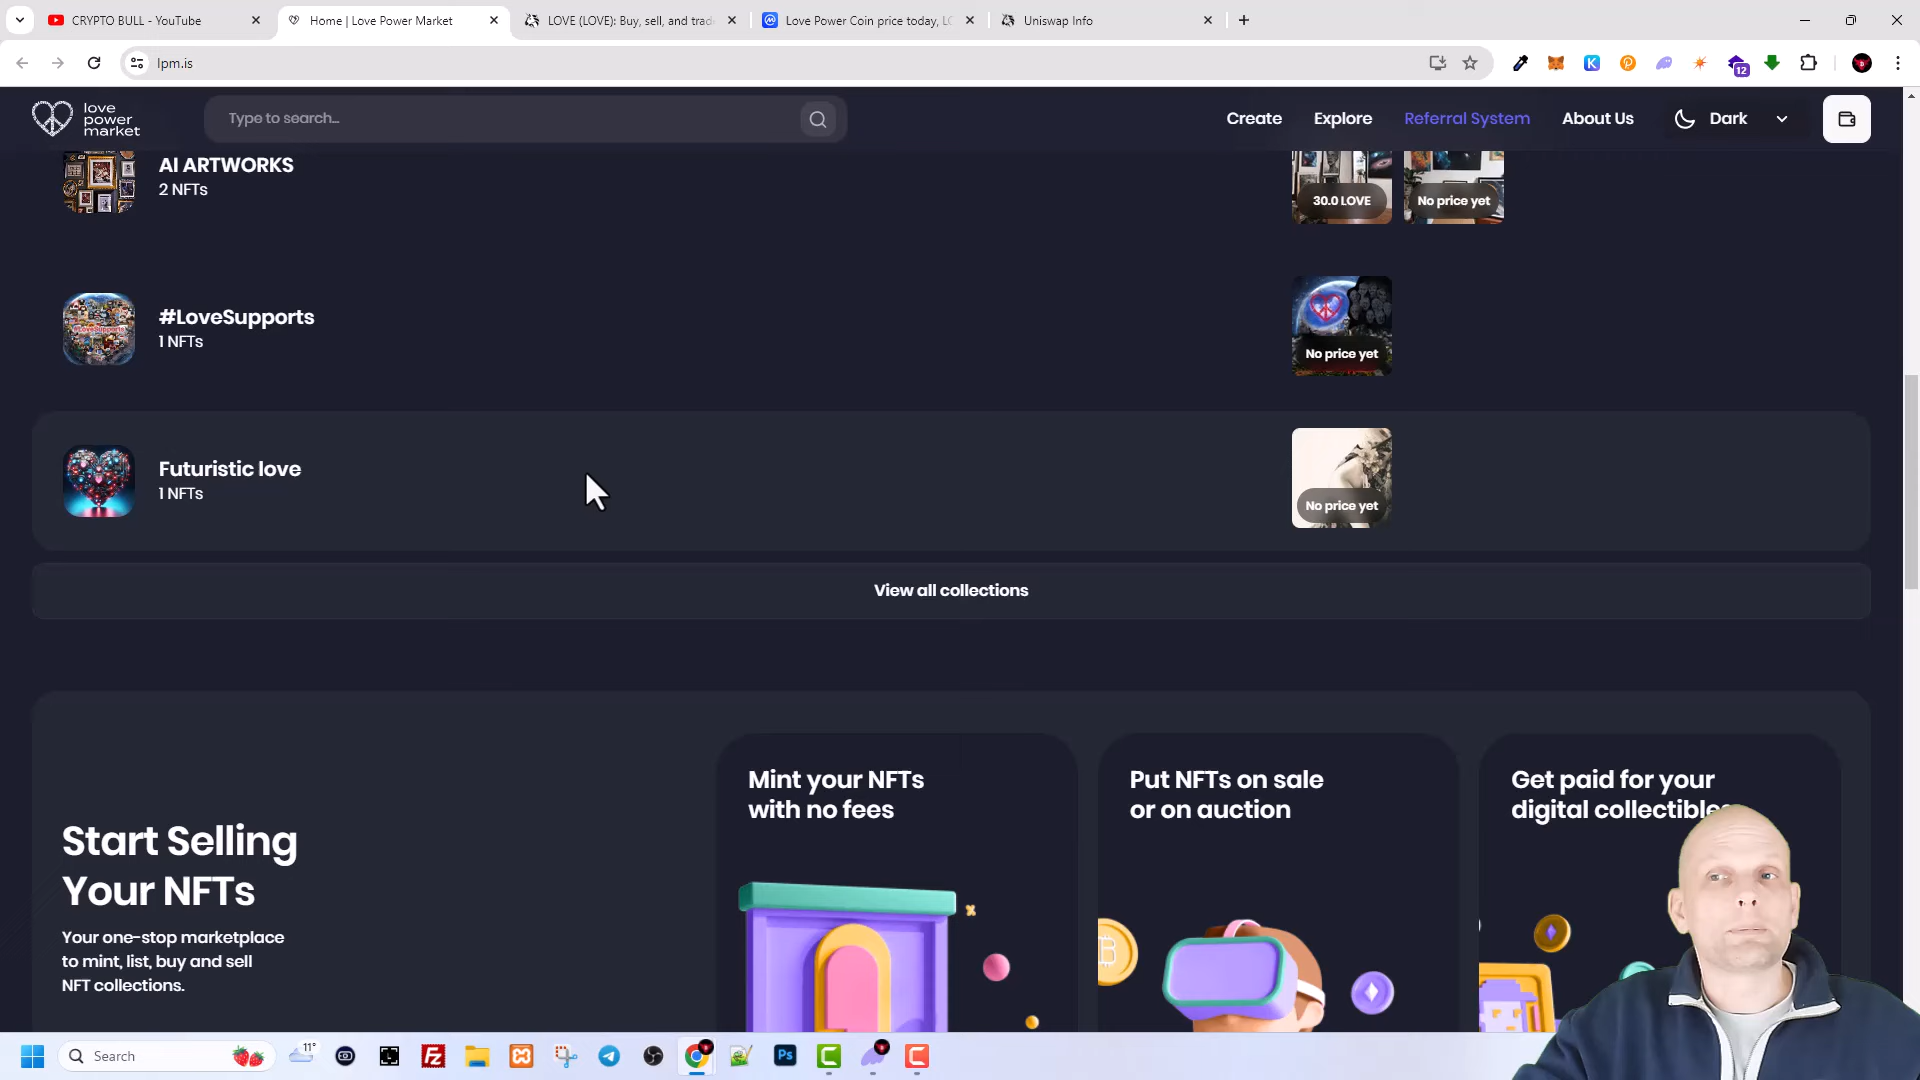 CRYPTO BULL - YouTube
Home | Love Power Market
LOVE (LOVE): Buy, sell, and trade
Love Power Coin price today, LO
Uniswap Info
lpm.is
12
love
power
market
Type to search...
Create
Explore
Referral System
About Us
Dark
AI ARTWORKS
2 NFTs
30.0 LOVE
No price yet
#LoveSupports
1 NFTs
No price yet
Futuristic love
1 NFTs
No price yet
View all collections
Start Selling
Your NFTs
Your one-stop marketplace
to mint, list, buy and sell
NFT collections.
Mint your NFTs
with no fees
Put NFTs on sale
or on auction
Get paid for your
digital collectibles
Search
11°